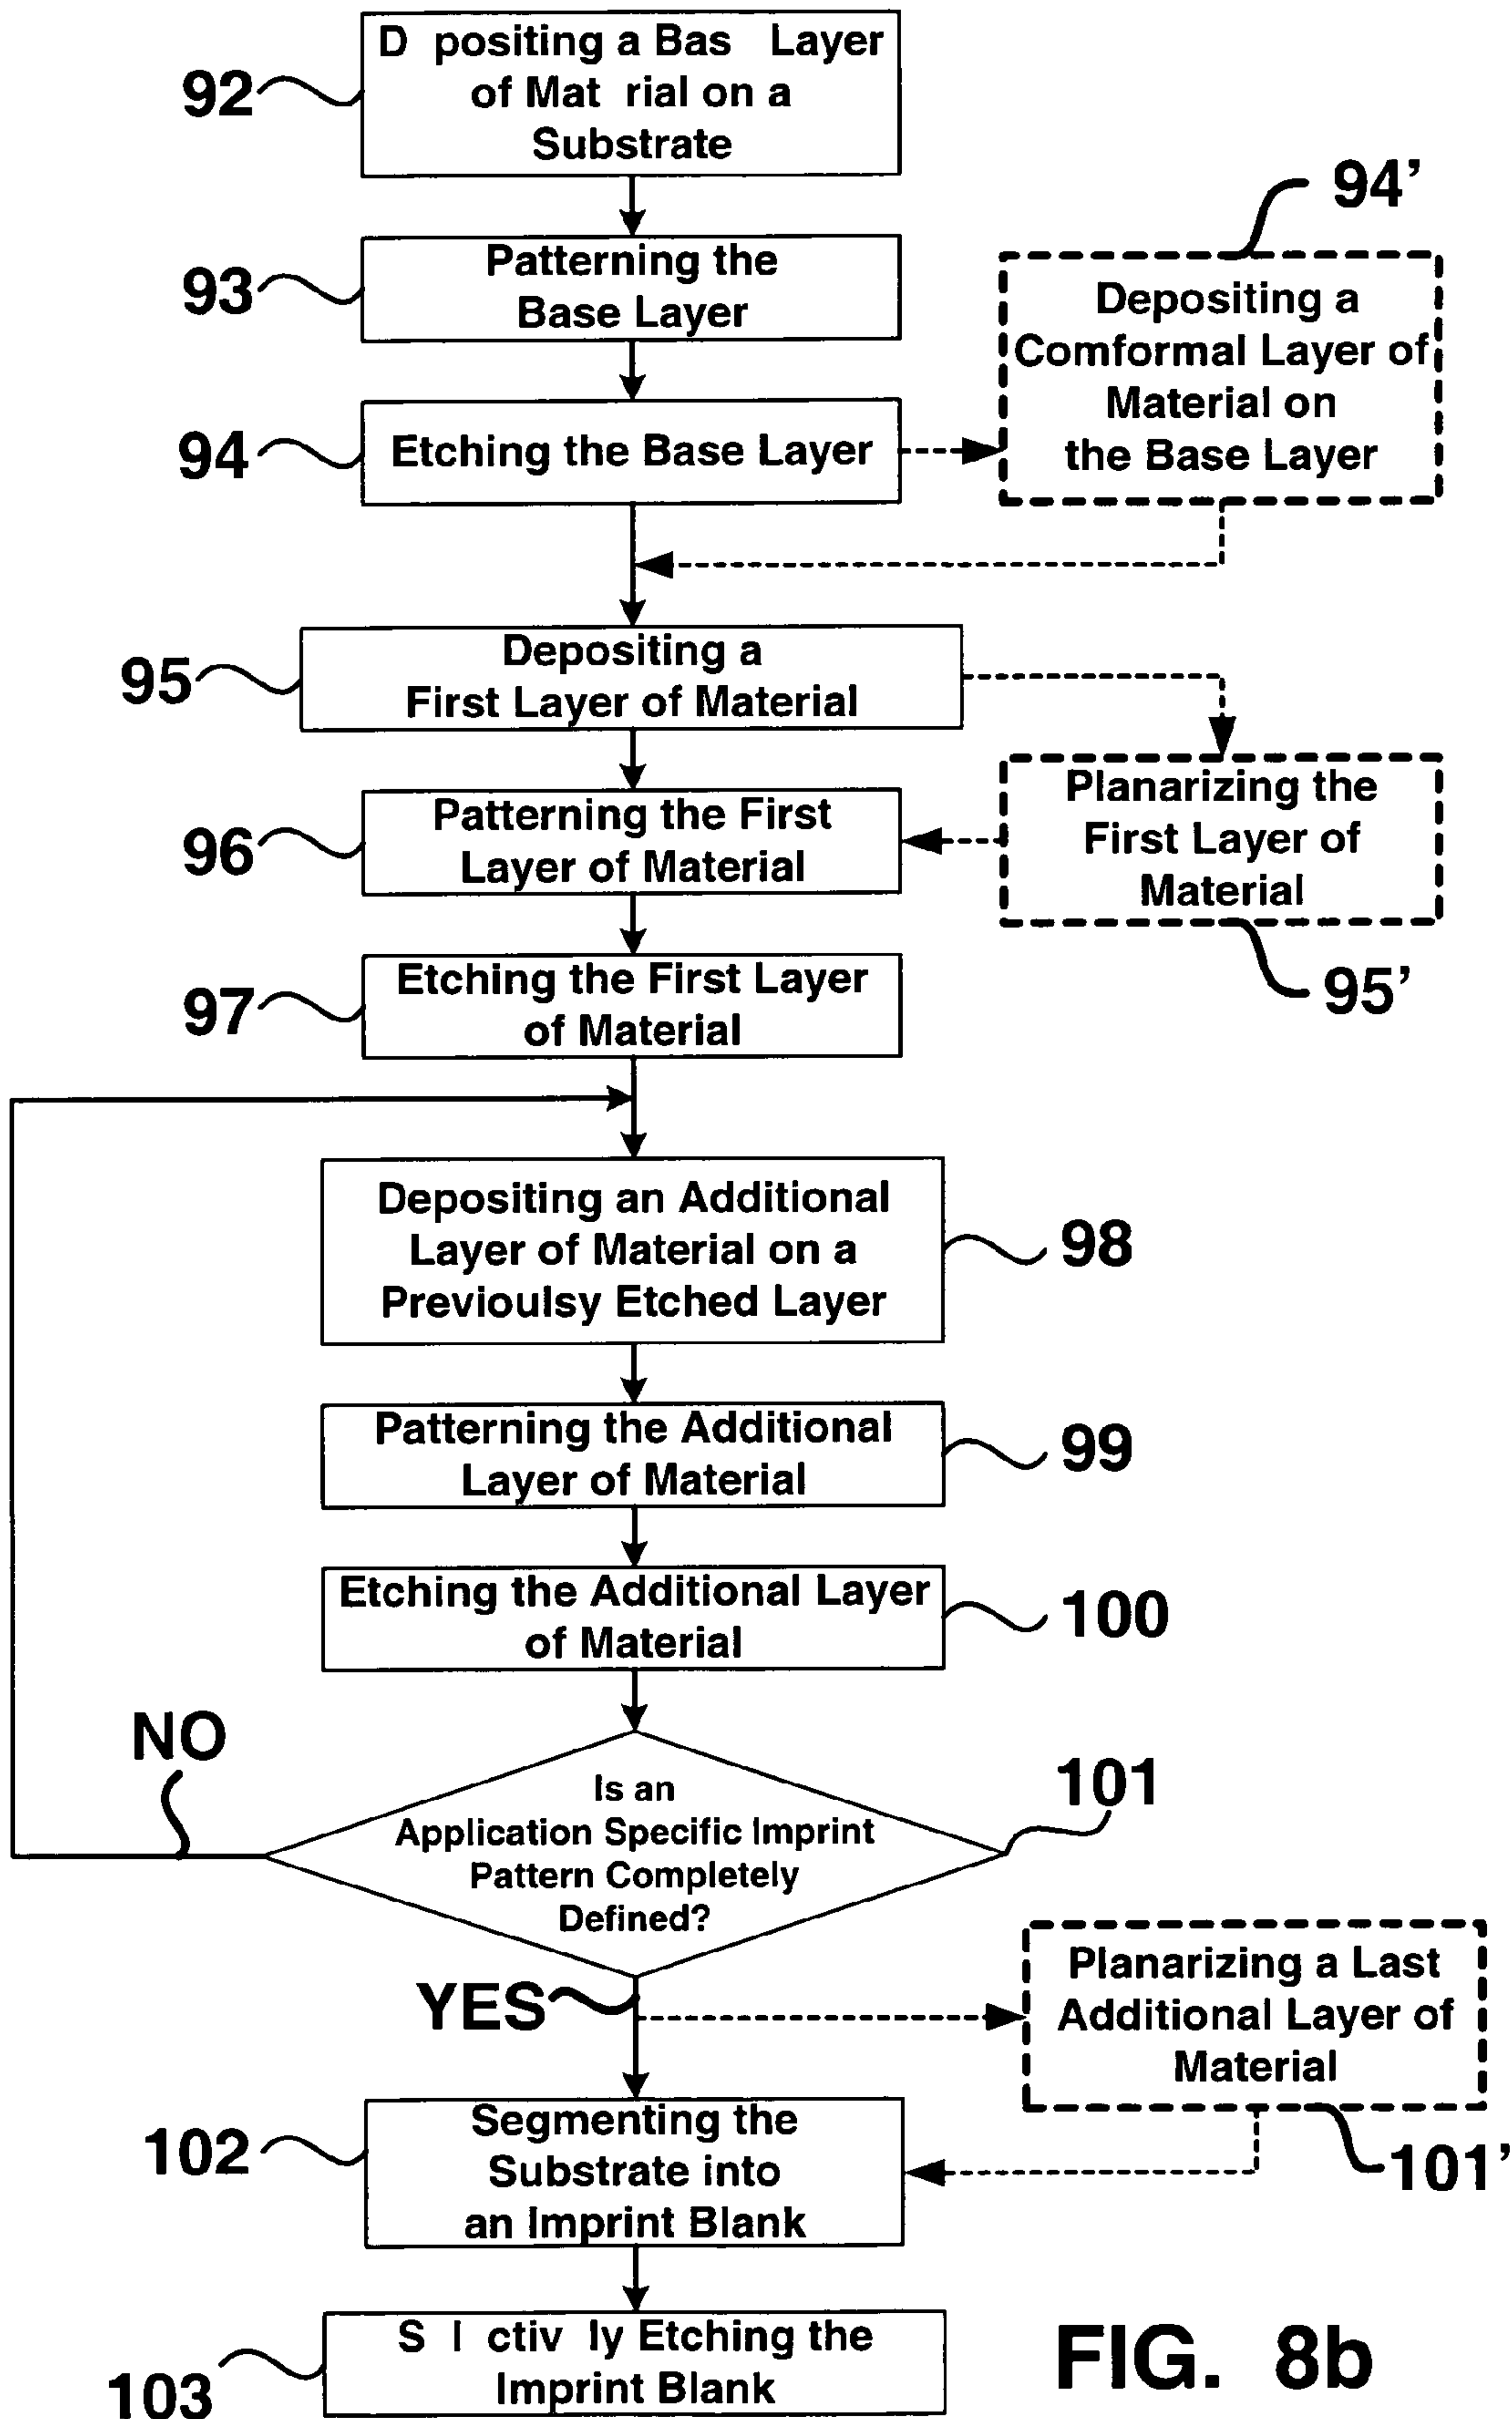 D positing a Bas Layer
of Mat rial on a
Substrate
92
Patterning the
Base Layer
93
94'
Depositing a
Comformal Layer of
Material on
the Base Layer
Etching the Base Layer
94
Depositing a
First Layer of Material
95
Planarizing the
First Layer of
Material
95'
Patterning the First
Layer of Material
96
Etching the First Layer
of Material
97
Depositing an Additional
Layer of Material on a
Previoulsy Etched Layer
98
Patterning the Additional
Layer of Material
99
Etching the Additional Layer
of Material
100
NO
Is an
Application Specific Imprint
Pattern Completely
Defined?
101
YES
Planarizing a Last
Additional Layer of
Material
101'
Segmenting the
Substrate into
an Imprint Blank
102
S l ctiv ly Etching the
Imprint Blank
103
FIG. 8b